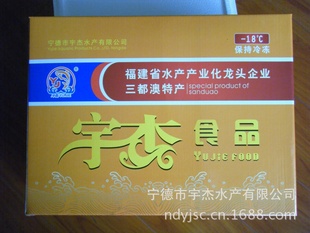 宁德市宇杰水产有限公司
-18℃
保持冷冻
福建省水产产业化龙头企业
三都澳特产 special product of
sanduao
宇杰食品
YUJIE FOOD
宁德市宇杰水产有限公司
ndyjsc.cn.1688.com